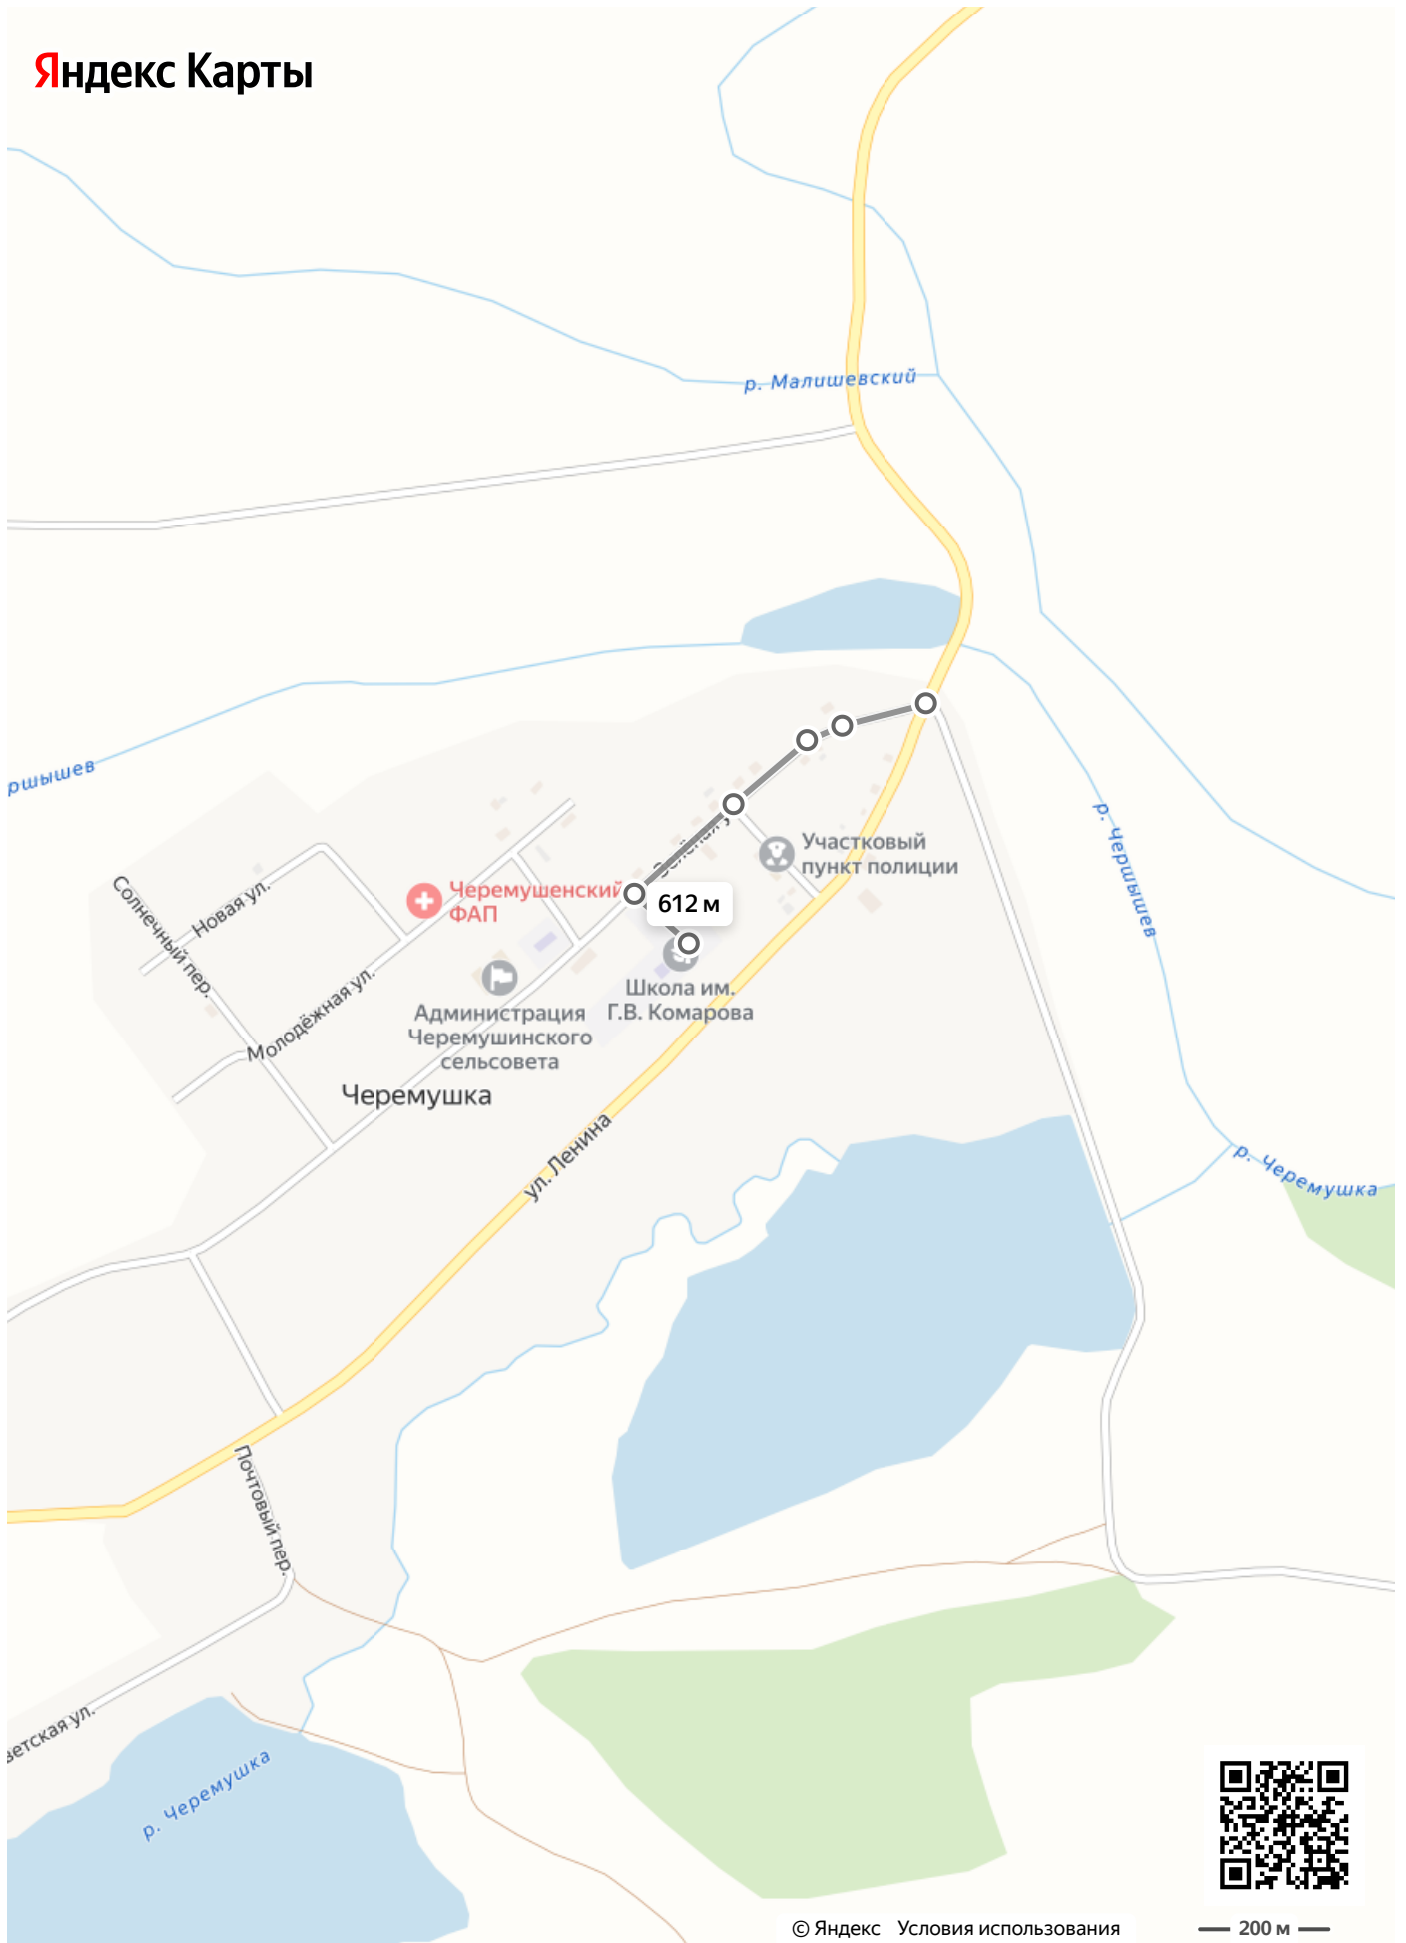 Яндекс Карты
р. Малишевский
ршышев
р. Чершышев
Участковый
пункт полиции
Черемушенский
ФАП
612 м
Солнечный пер.
Новая ул.
Школа им.
Г.В. Комарова
Администрация
Черемушинского
сельсовета
Молодёжная ул.
Черемушка
ул. Ленина
р. Черемушка
Почтовый пер.
ветская ул.
р. Черемушка
© Яндекс Условия использования
200 м